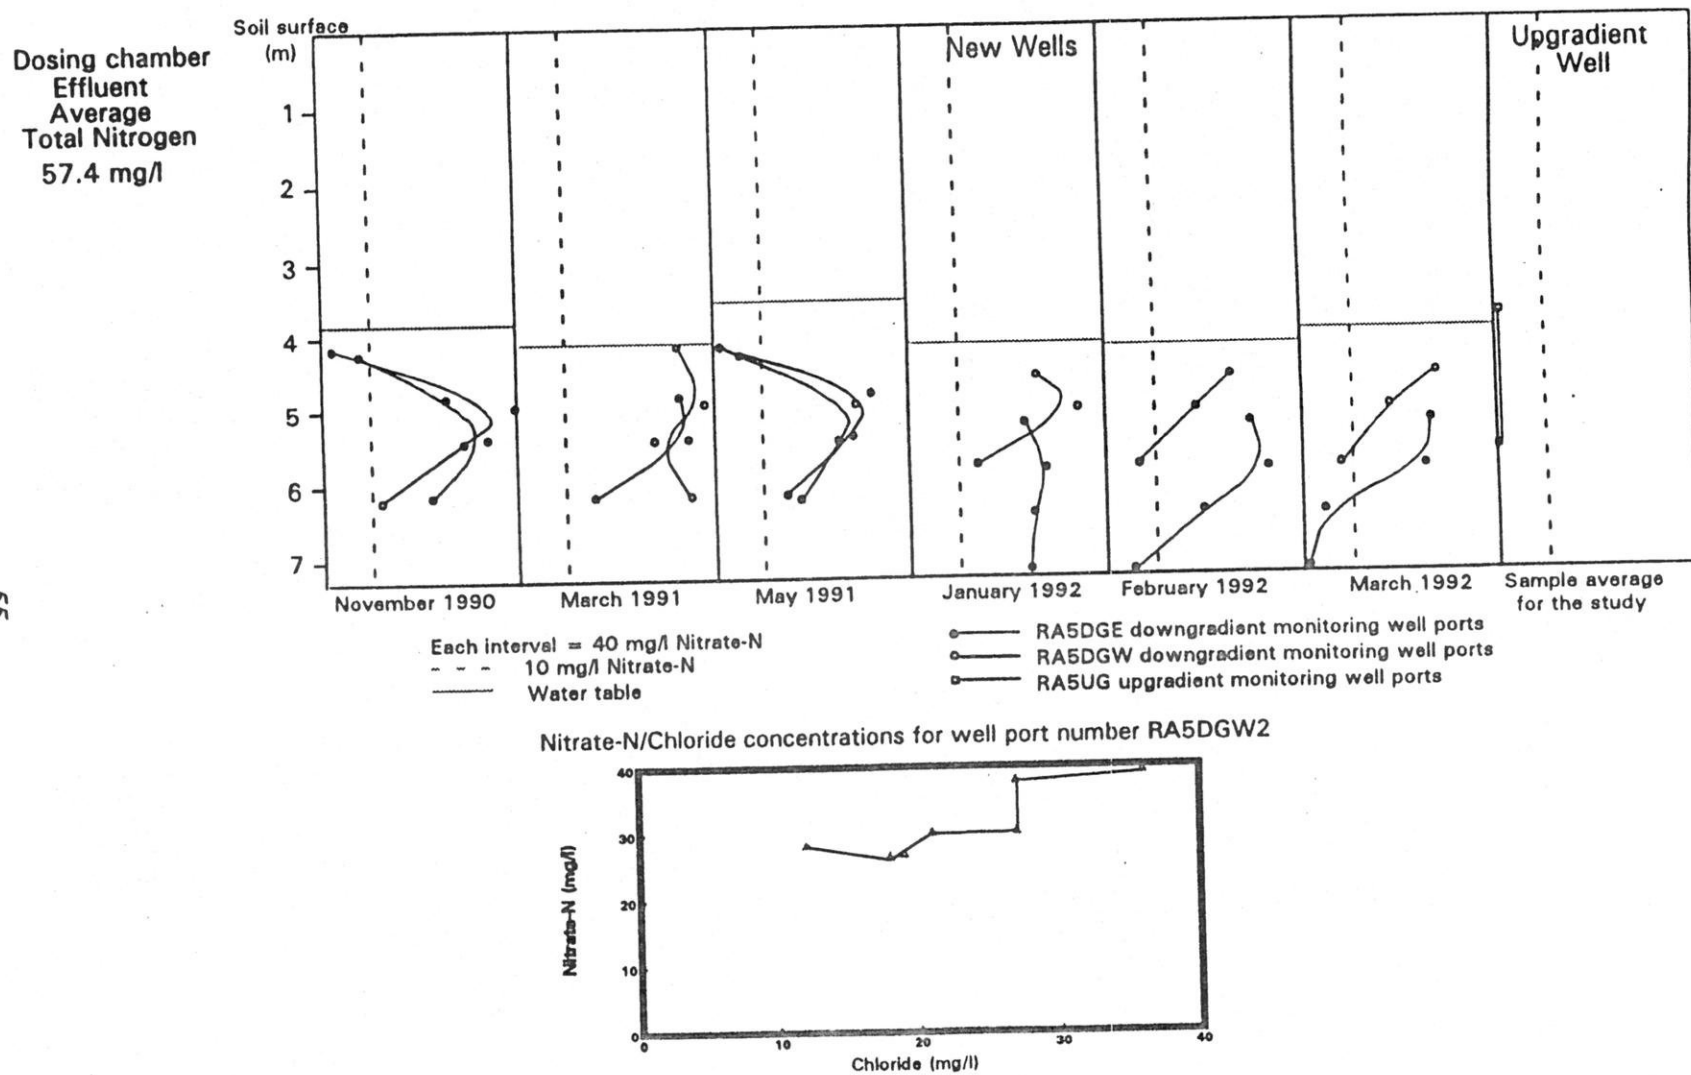 Soil surface
(m)
Dosing chamber
Effluent
Average
Total Nitrogen
57.4 mg/l
New Wells
Upgradient
Well
1
2
3
4
5
6
7
November 1990
March 1991
May 1991
January 1992
February 1992
March 1992
Sample average
for the study
Each interval = 40 mg/l Nitrate-N
10 mg/l Nitrate-N
Water table
RA5DGE downgradient monitoring well ports
RA5DGW downgradient monitoring well ports
RA5UG upgradient monitoring well ports
55
Nitrate-N/Chloride concentrations for well port number RA5DGW2
Nitrate-N (mg/l)
40
30
20
10
0
0
10
20
30
40
Chloride (mg/l)